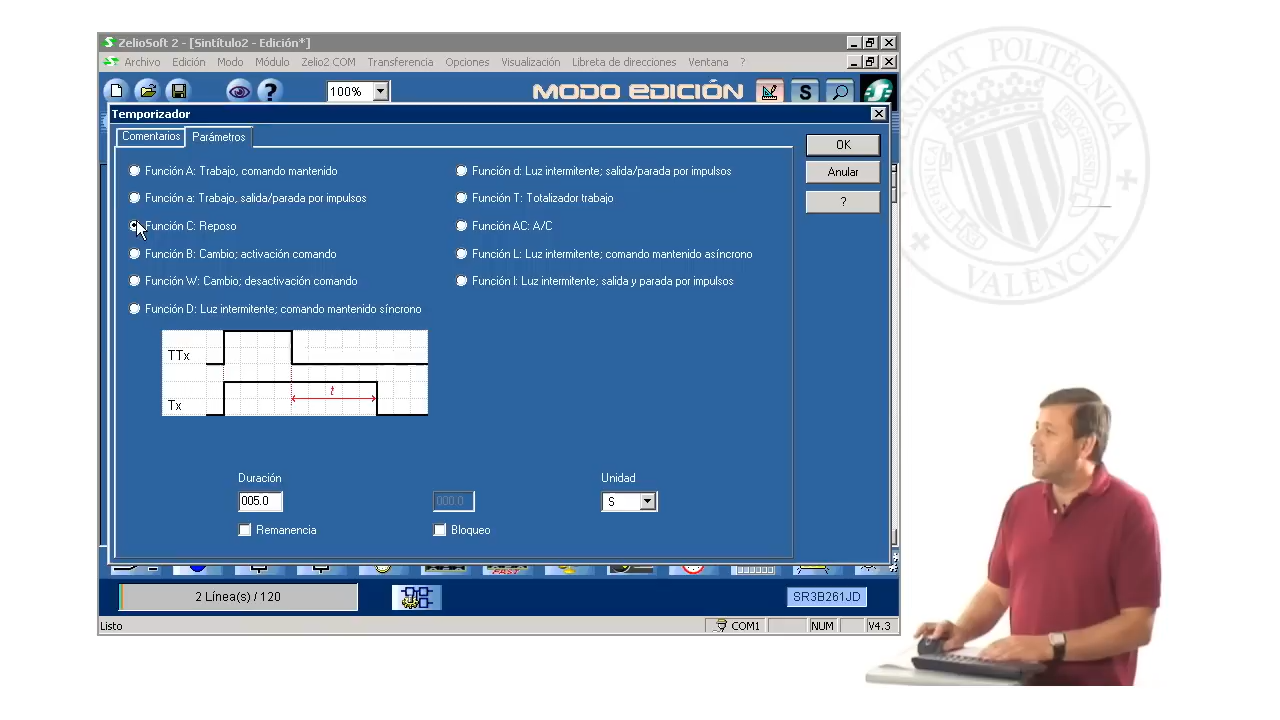 ZelioSoft 2 - [Sintítulo2 - Edición*]
Archivo Edición Modo Módulo Zelio2 COM Transferencia Opciones Visualización Libreta de direcciones Ventana ?
100% MODO EDICIÓN S
Temporizador
Comentarios Parámetros
OK
Anular
?
Función A: Trabajo, comando mantenido
Función a: Trabajo, salida/parada por impulsos
Función C: Reposo
Función B: Cambio; activación comando
Función W: Cambio; desactivación comando
Función D: Luz intermitente; comando mantenido síncrono
Función d: Luz intermitente; salida/parada por impulsos
Función T: Totalizador trabajo
Función AC: A/C
Función L: Luz intermitente; comando mantenido asíncrono
Función l: Luz intermitente; salida y parada por impulsos
TTx
Tx
t
Duración
005.0
000.0
Unidad
S
Remanencia
Bloqueo
FAST
2 Línea(s) / 120
SR3B261JD
Listo
COM1 NUM V4.3
POLITÈCNICA
VALÈNCIA